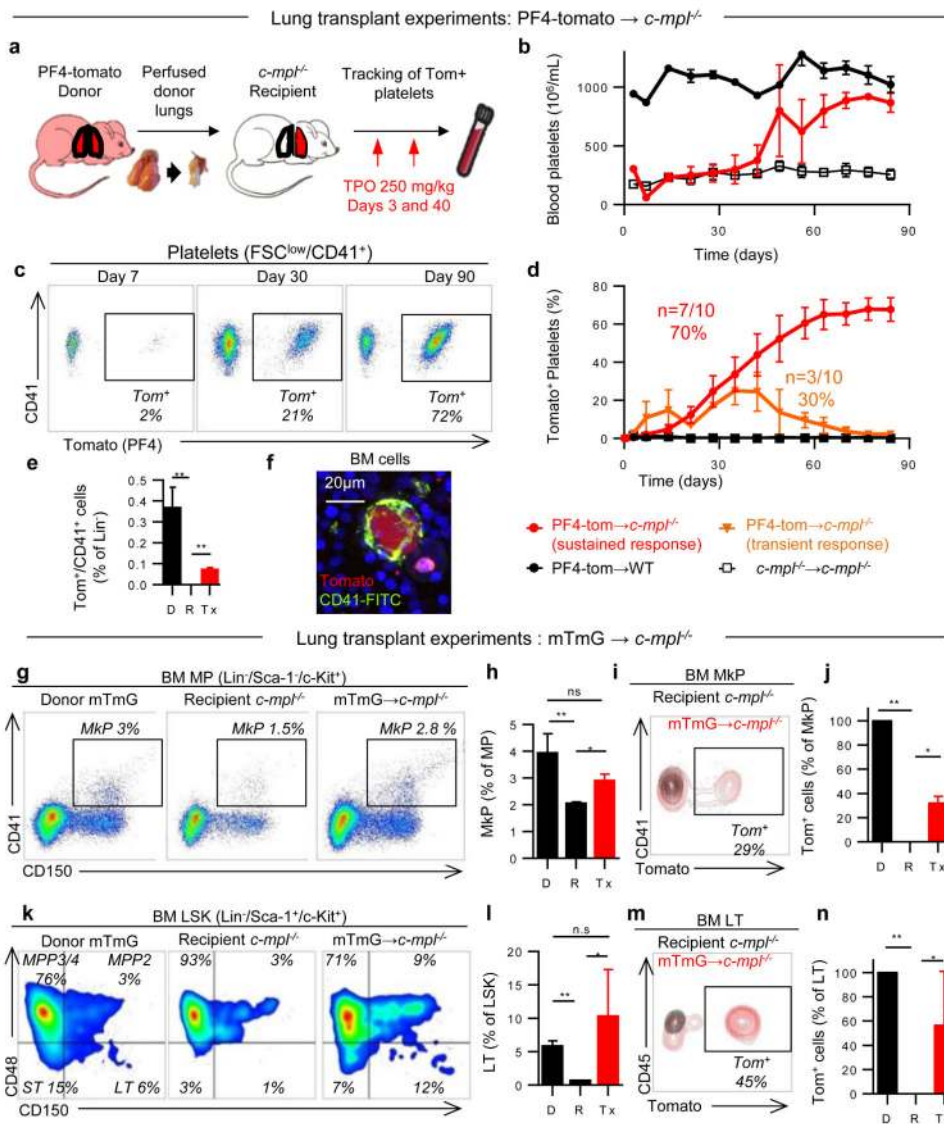 Lung transplant experiments: PF4-tomato → c-mpl-/-
a
PF4-tomato
Donor
Perfused
donor
lungs
c-mpl-/-
Recipient
Tracking of Tom+
platelets
TPO 250 mg/kg
Days 3 and 40
b
Blood platelets (10⁶/mL)
1000
500
0
0
30
60
90
Time (days)
Platelets (FSClow/CD41+)
c
Day 7
Day 30
Day 90
CD41
Tom+
2%
Tom+
21%
Tom+
72%
Tomato (PF4)
d
Tomato+ Platelets (%)
80
60
40
20
0
n=7/10
70%
n=3/10
30%
0
30
60
90
Time (days)
PF4-tom→c-mpl-/-
(sustained response)
PF4-tom→c-mpl-/-
(transient response)
PF4-tom→WT
c-mpl-/-→c-mpl-/-
e
Tom+/CD41+ cells
(% of Lin-)
0.5
0.4
0.3
0.2
0.1
0.0
**
**
D R Tx
f
BM cells
20µm
Tomato
CD41-FITC
Lung transplant experiments : mTmG → c-mpl-/-
g
BM MP (Lin-/Sca-1-/c-Kit+)
Donor mTmG
Recipient c-mpl-/-
mTmG→c-mpl-/-
MkP 3%
MkP 1.5%
MkP 2.8 %
CD41
CD150
h
MkP (% of MP)
5
4
3
2
1
0
ns
**
*
D R Tx
i
BM MkP
Recipient c-mpl-/-
mTmG→c-mpl-/-
CD41
Tom+
29%
Tomato
j
Tom+ cells (% of MkP)
100
80
60
40
20
0
**
*
D R Tx
k
BM LSK (Lin-/Sca-1+/c-Kit+)
Donor mTmG
Recipient c-mpl-/-
mTmG→c-mpl-/-
MPP3/4
76%
MPP2
3%
93%
3%
71%
9%
ST 15%
LT 6%
3%
1%
7%
12%
CD48
CD150
l
LT (% of LSK)
20
15
10
5
0
n.s
**
*
D R Tx
m
BM LT
Recipient c-mpl-/-
mTmG→c-mpl-/-
CD45
Tom+
45%
Tomato
n
Tom+ cells (% of LT)
100
80
60
40
20
0
**
*
D R Tx